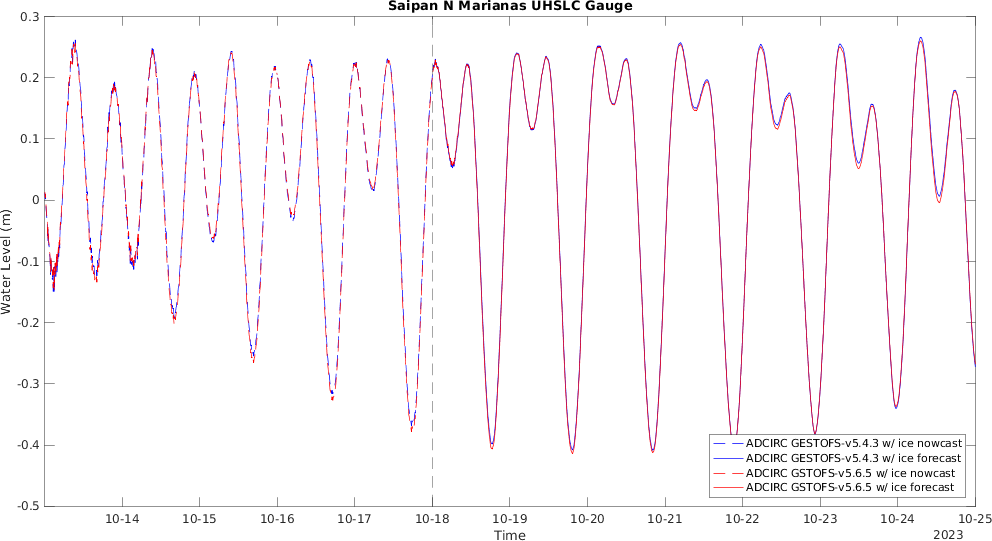 Saipan N Marianas UHSLC Gauge
0.3
0.2
0.1
0
-0.1
-0.2
-0.3
-0.4
-0.5
Water Level (m)
ADCIRC GESTOFS-v5.4.3 w/ ice nowcast
ADCIRC GESTOFS-v5.4.3 w/ ice forecast
ADCIRC GSTOFS-v5.6.5 w/ ice nowcast
ADCIRC GSTOFS-v5.6.5 w/ ice forecast
10-14 10-15 10-16 10-17 10-18 10-19 10-20 10-21 10-22 10-23 10-24 10-25
Time
2023